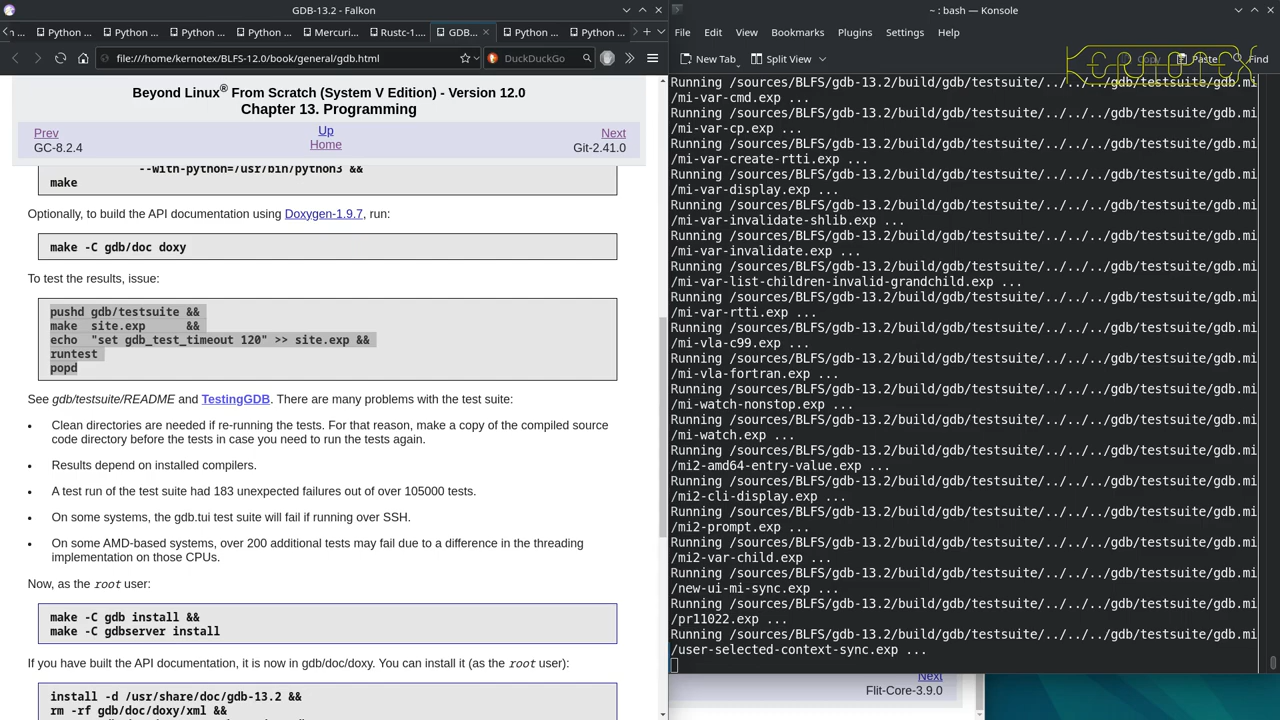 GDB-13.2 - Falkon
Python ...
Python ...
Python ...
Python ...
Mercuri...
Rustc-1....
GDB...
Python ...
Python ...
file:///home/kernotex/BLFS-12.0/book/general/gdb.html
DuckDuckGo
Beyond Linux® From Scratch (System V Edition) - Version 12.0
Chapter 13. Programming
Prev
Up
Next
GC-8.2.4
Home
Git-2.41.0
--with-python=/usr/bin/python3 &&
make
Optionally, to build the API documentation using Doxygen-1.9.7, run:
make -C gdb/doc doxy
To test the results, issue:
pushd gdb/testsuite &&
make  site.exp      &&
echo  "set gdb_test_timeout 120" >> site.exp &&
runtest
popd
See gdb/testsuite/README and TestingGDB. There are many problems with the test suite:
• Clean directories are needed if re-running the tests. For that reason, make a copy of the compiled source
code directory before the tests in case you need to run the tests again.
• Results depend on installed compilers.
• A test run of the test suite had 183 unexpected failures out of over 105000 tests.
• On some systems, the gdb.tui test suite will fail if running over SSH.
• On some AMD-based systems, over 200 additional tests may fail due to a difference in the threading
implementation on those CPUs.
Now, as the root user:
make -C gdb install &&
make -C gdbserver install
If you have built the API documentation, it is now in gdb/doc/doxy. You can install it (as the root user):
install -d /usr/share/doc/gdb-13.2 &&
rm -rf gdb/doc/doxy/xml &&
~ : bash — Konsole
File Edit View Bookmarks Plugins Settings Help
New Tab Split View Copy Paste Find
Kernotex
Running /sources/BLFS/gdb-13.2/build/gdb/testsuite/../../../gdb/testsuite/gdb.mi
/mi-var-cmd.exp ...
Running /sources/BLFS/gdb-13.2/build/gdb/testsuite/../../../gdb/testsuite/gdb.mi
/mi-var-cp.exp ...
Running /sources/BLFS/gdb-13.2/build/gdb/testsuite/../../../gdb/testsuite/gdb.mi
/mi-var-create-rtti.exp ...
Running /sources/BLFS/gdb-13.2/build/gdb/testsuite/../../../gdb/testsuite/gdb.mi
/mi-var-display.exp ...
Running /sources/BLFS/gdb-13.2/build/gdb/testsuite/../../../gdb/testsuite/gdb.mi
/mi-var-invalidate-shlib.exp ...
Running /sources/BLFS/gdb-13.2/build/gdb/testsuite/../../../gdb/testsuite/gdb.mi
/mi-var-invalidate.exp ...
Running /sources/BLFS/gdb-13.2/build/gdb/testsuite/../../../gdb/testsuite/gdb.mi
/mi-var-list-children-invalid-grandchild.exp ...
Running /sources/BLFS/gdb-13.2/build/gdb/testsuite/../../../gdb/testsuite/gdb.mi
/mi-var-rtti.exp ...
Running /sources/BLFS/gdb-13.2/build/gdb/testsuite/../../../gdb/testsuite/gdb.mi
/mi-vla-c99.exp ...
Running /sources/BLFS/gdb-13.2/build/gdb/testsuite/../../../gdb/testsuite/gdb.mi
/mi-vla-fortran.exp ...
Running /sources/BLFS/gdb-13.2/build/gdb/testsuite/../../../gdb/testsuite/gdb.mi
/mi-watch-nonstop.exp ...
Running /sources/BLFS/gdb-13.2/build/gdb/testsuite/../../../gdb/testsuite/gdb.mi
/mi-watch.exp ...
Running /sources/BLFS/gdb-13.2/build/gdb/testsuite/../../../gdb/testsuite/gdb.mi
/mi2-amd64-entry-value.exp ...
Running /sources/BLFS/gdb-13.2/build/gdb/testsuite/../../../gdb/testsuite/gdb.mi
/mi2-cli-display.exp ...
Running /sources/BLFS/gdb-13.2/build/gdb/testsuite/../../../gdb/testsuite/gdb.mi
/mi2-prompt.exp ...
Running /sources/BLFS/gdb-13.2/build/gdb/testsuite/../../../gdb/testsuite/gdb.mi
/mi2-var-child.exp ...
Running /sources/BLFS/gdb-13.2/build/gdb/testsuite/../../../gdb/testsuite/gdb.mi
/new-ui-mi-sync.exp ...
Running /sources/BLFS/gdb-13.2/build/gdb/testsuite/../../../gdb/testsuite/gdb.mi
/pr11022.exp ...
Running /sources/BLFS/gdb-13.2/build/gdb/testsuite/../../../gdb/testsuite/gdb.mi
/user-selected-context-sync.exp ...
Next
Flit-Core-3.9.0